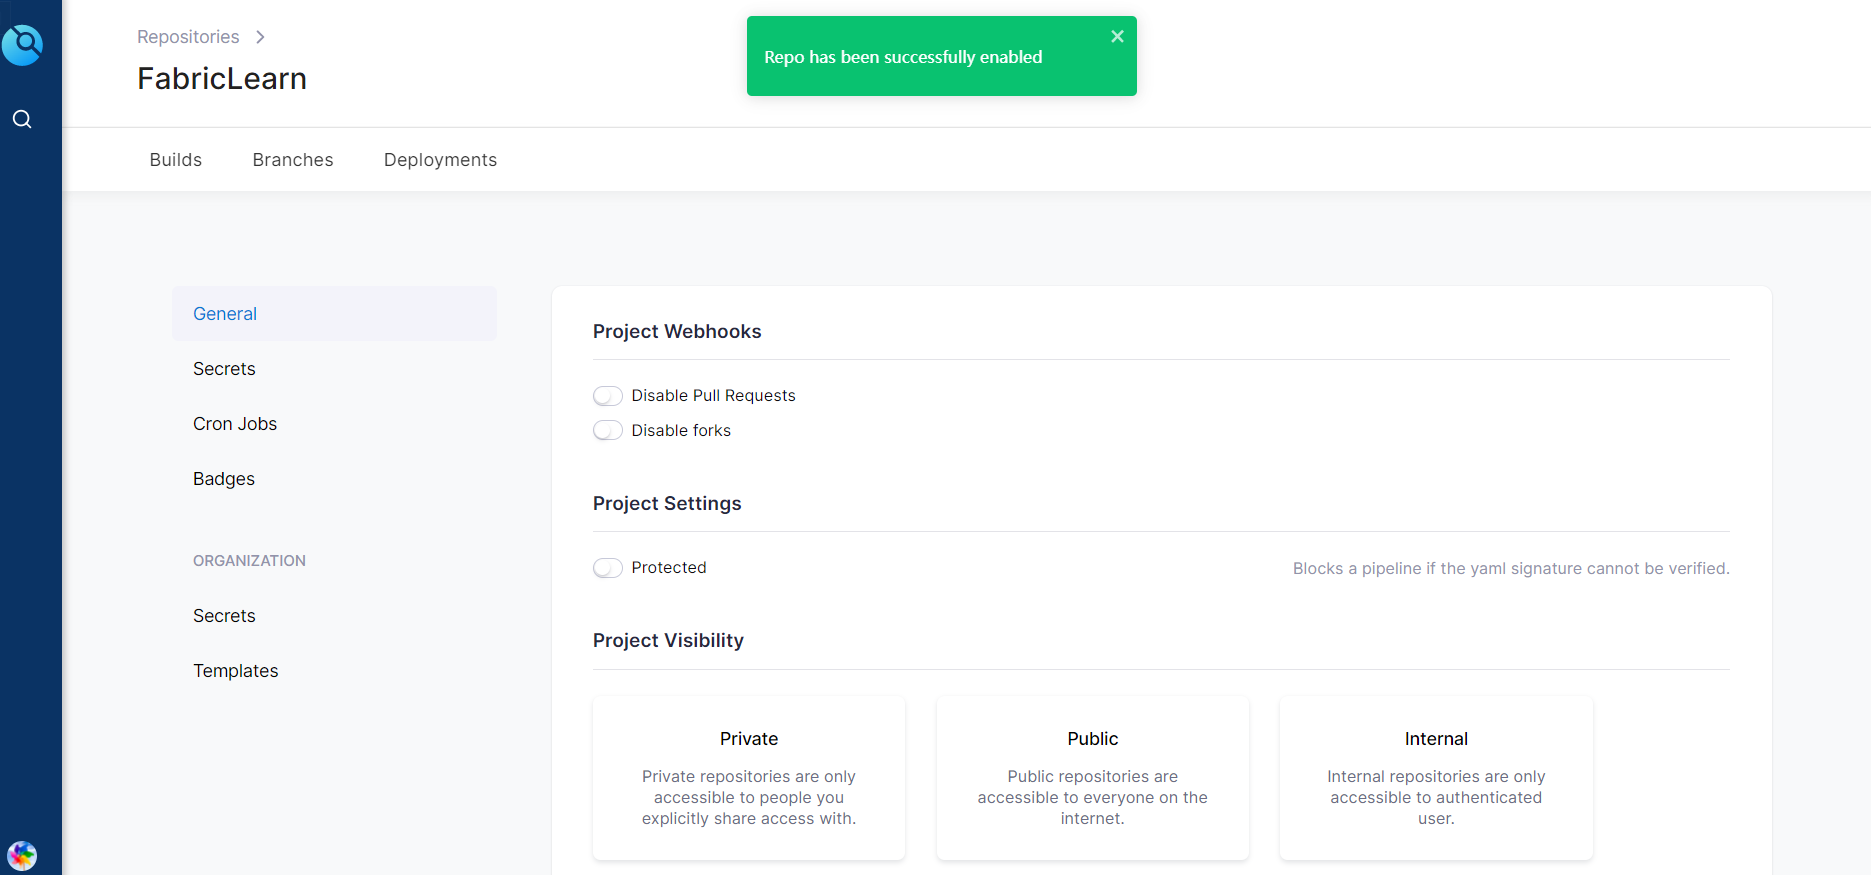 Repositories
FabricLearn
Repo has been successfully enabled
Builds
Branches
Deployments
General
Secrets
Cron Jobs
Badges
ORGANIZATION
Secrets
Templates
Project Webhooks
Disable Pull Requests
Disable forks
Project Settings
Protected
Blocks a pipeline if the yaml signature cannot be verified.
Project Visibility
Private
Private repositories are only
accessible to people you
explicitly share access with.
Public
Public repositories are
accessible to everyone on the
internet.
Internal
Internal repositories are only
accessible to authenticated
user.